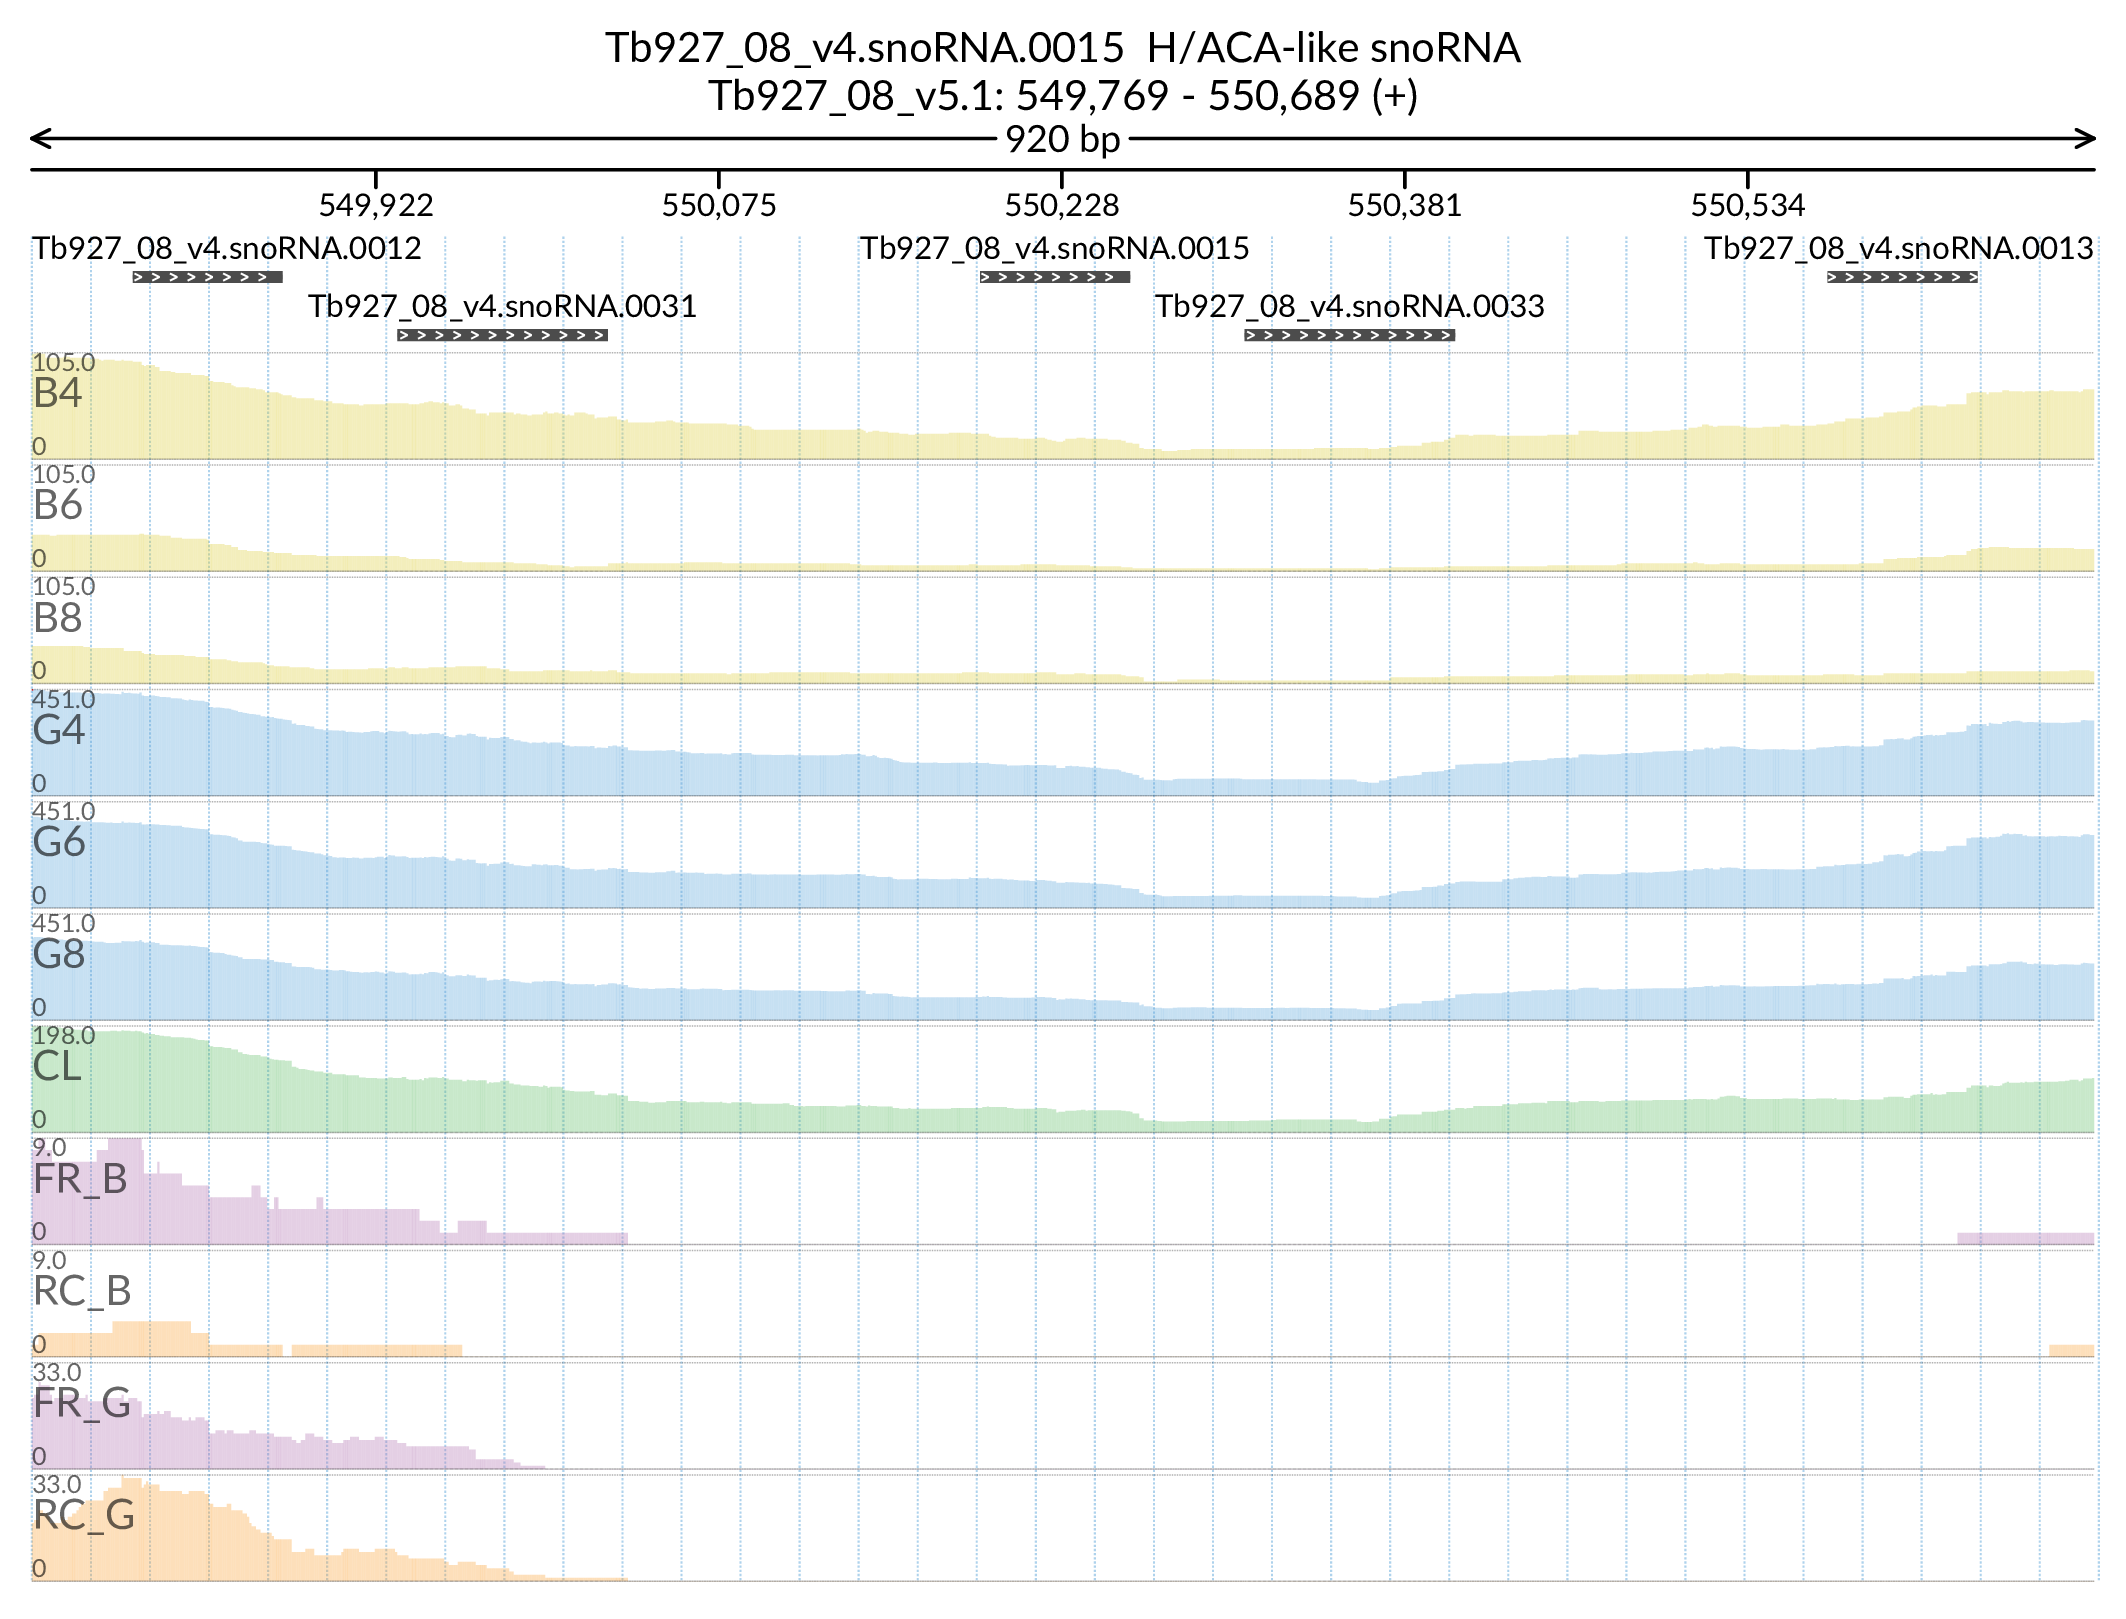 Tb927_08_v4.snoRNA.0015 H/ACA-like snoRNA
Tb927_08_v5.1: 549,769 - 550,689 (+)
920 bp
549,922 550,075 550,228 550,381 550,534
Tb927_08_v4.snoRNA.0012 Tb927_08_v4.snoRNA.0015 Tb927_08_v4.snoRNA.0013
Tb927_08_v4.snoRNA.0031 Tb927_08_v4.snoRNA.0033
105.0
B4
0
105.0
B6
0
105.0
B8
0
451.0
G4
0
451.0
G6
0
451.0
G8
0
198.0
CL
0
9.0
FR_B
0
9.0
RC_B
0
33.0
FR_G
0
33.0
RC_G
0